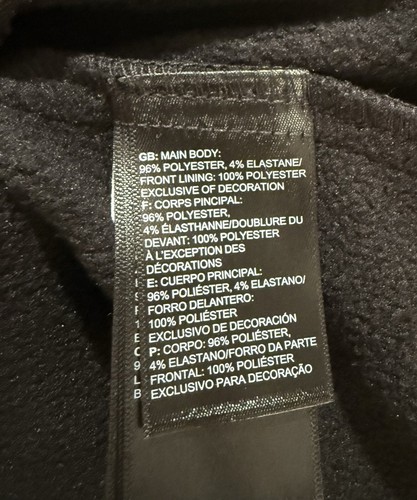 GB: MAIN BODY:
96% POLYESTER, 4% ELASTANE/
FRONT LINING: 100% POLYESTER
EXCLUSIVE OF DECORATION
F: CORPS PINCIPAL:
96% POLYESTER,
4% ÉLASTHANNE/DOUBLURE DU
DEVANT: 100% POLYESTER
À L'EXCEPTION DES
DÉCORATIONS
E: CUERPO PRINCIPAL:
96% POLIÉSTER, 4% ELASTANO/
FORRO DELANTERO:
100% POLIÉSTER
EXCLUSIVO DE DECORACIÓN
P: CORPO: 96% POLIÉSTER,
4% ELASTANO/FORRO DA PARTE
FRONTAL: 100% POLIÉSTER
EXCLUSIVO PARA DECORAÇÃO